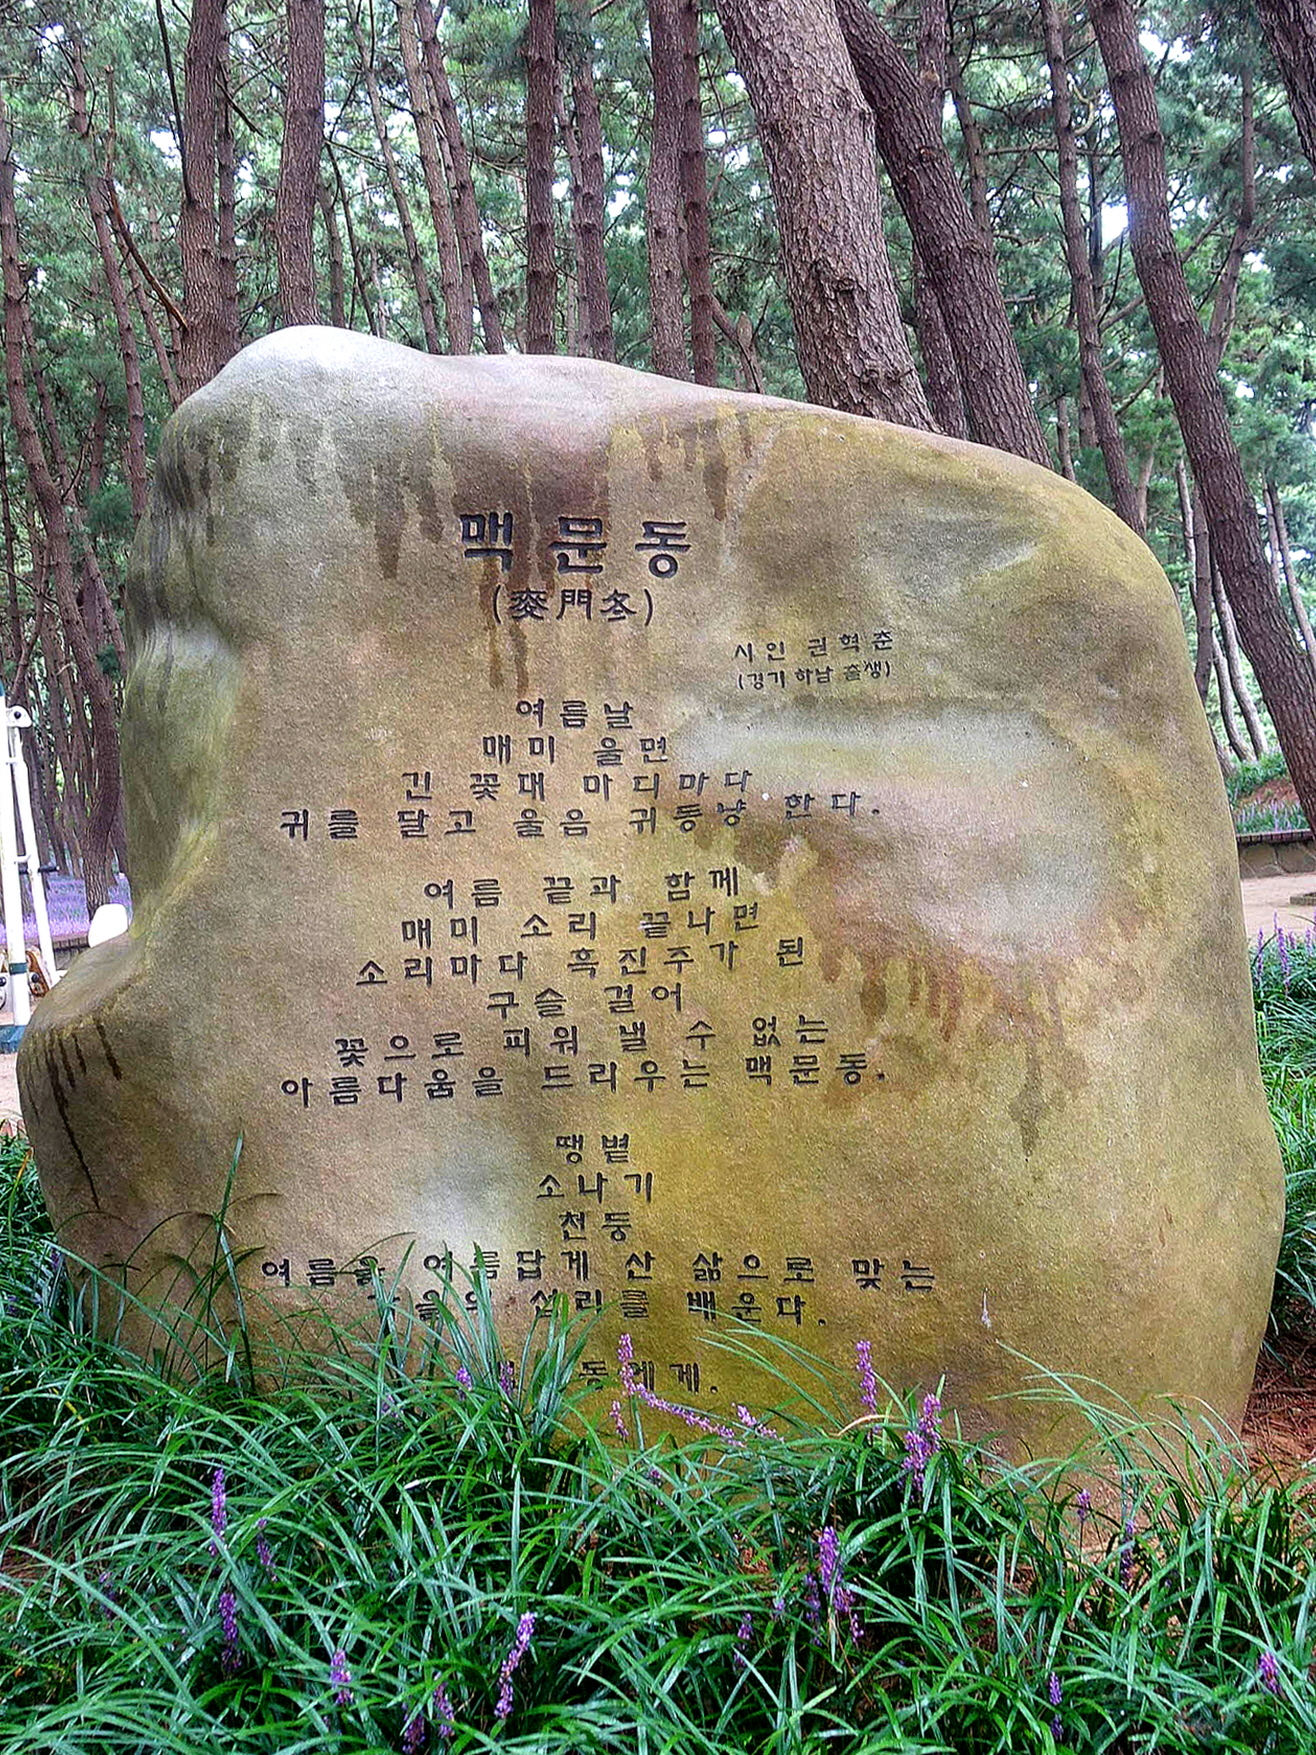 맥문동
(麥門冬)
시인 권혁춘
(경기 하남 출생)
여름날
매미 울면
긴 꽃대 마디마다
귀를 달고 울음 귀동냥 한다.
여름 끝과 함께
매미 소리 끝나면
소리마다 흑진주가 된
구슬 걸어
꽃으로 피워 낼 수 없는
아름다움을 드리우는 맥문동.
땡볕
소나기
천둥
여름을 여름답게 산 삶으로 맞는
섭리를 배운다.